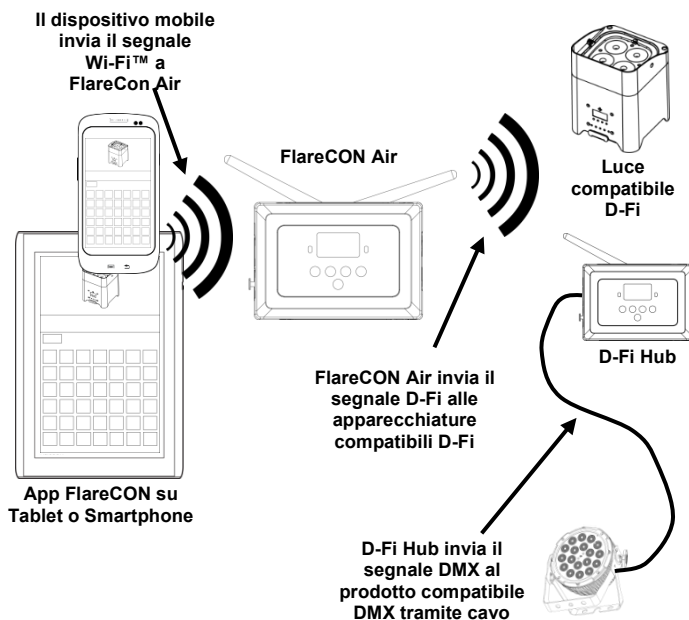 Il dispositivo mobile
invia il segnale
Wi-Fi™ a
FlareCon Air
FlareCON Air
Luce
compatibile
D-Fi
D-Fi Hub
FlareCON Air invia il
segnale D-Fi alle
apparecchiature
compatibili D-Fi
App FlareCON su
Tablet o Smartphone
D-Fi Hub invia il
segnale DMX al
prodotto compatibile
DMX tramite cavo